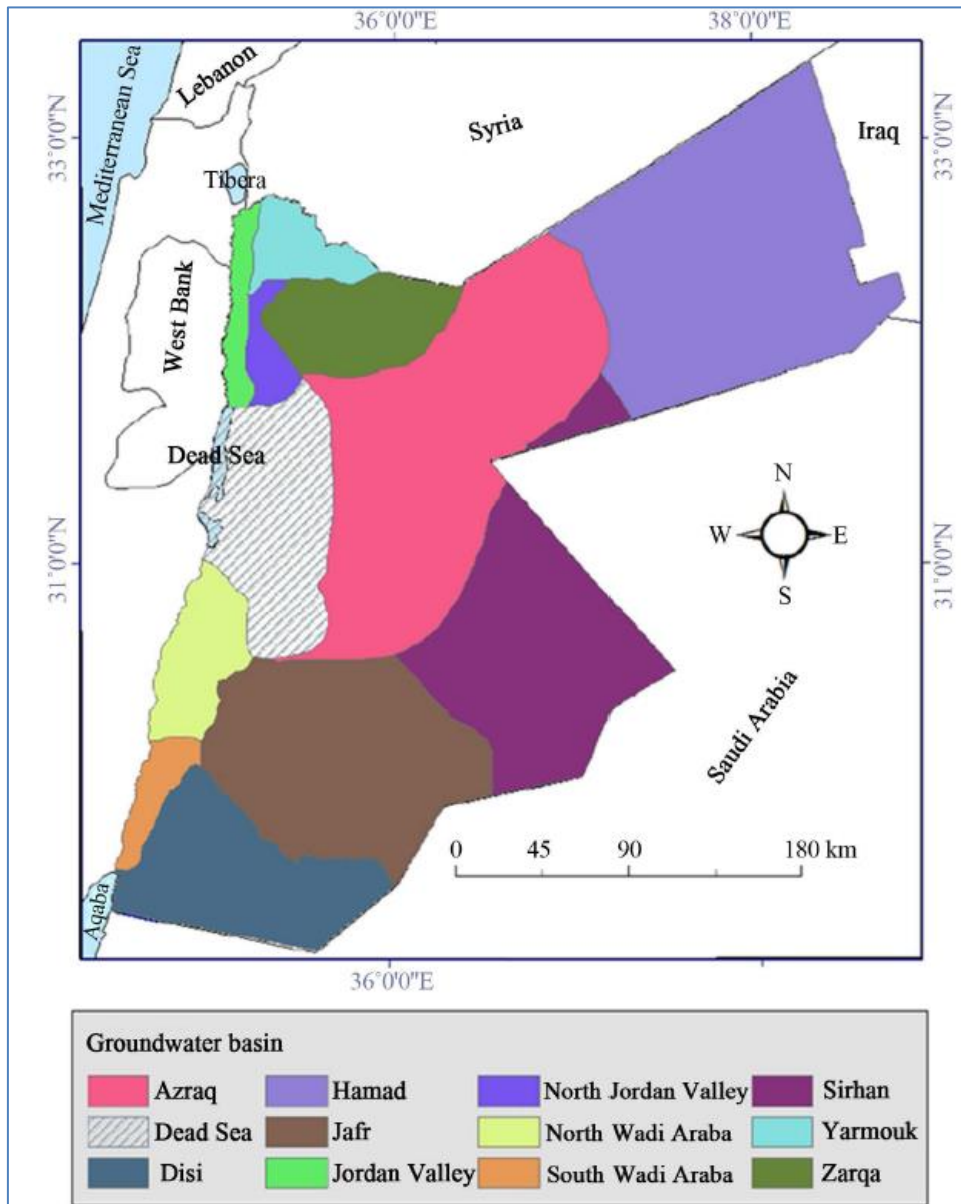 36°0'0"E 38°0'0"E
Mediterranean Sea
Lebanon
Syria
Iraq
33°0'0"N
33°0'0"N
Tibera
West Bank
Dead Sea
N
W E
S
31°0'0"N
31°0'0"N
Saudi Arabia
0 45 90 180 km
Aqaba
36°0'0"E
Groundwater basin
Azraq Hamad North Jordan Valley Sirhan
Dead Sea Jafr North Wadi Araba Yarmouk
Disi Jordan Valley South Wadi Araba Zarqa